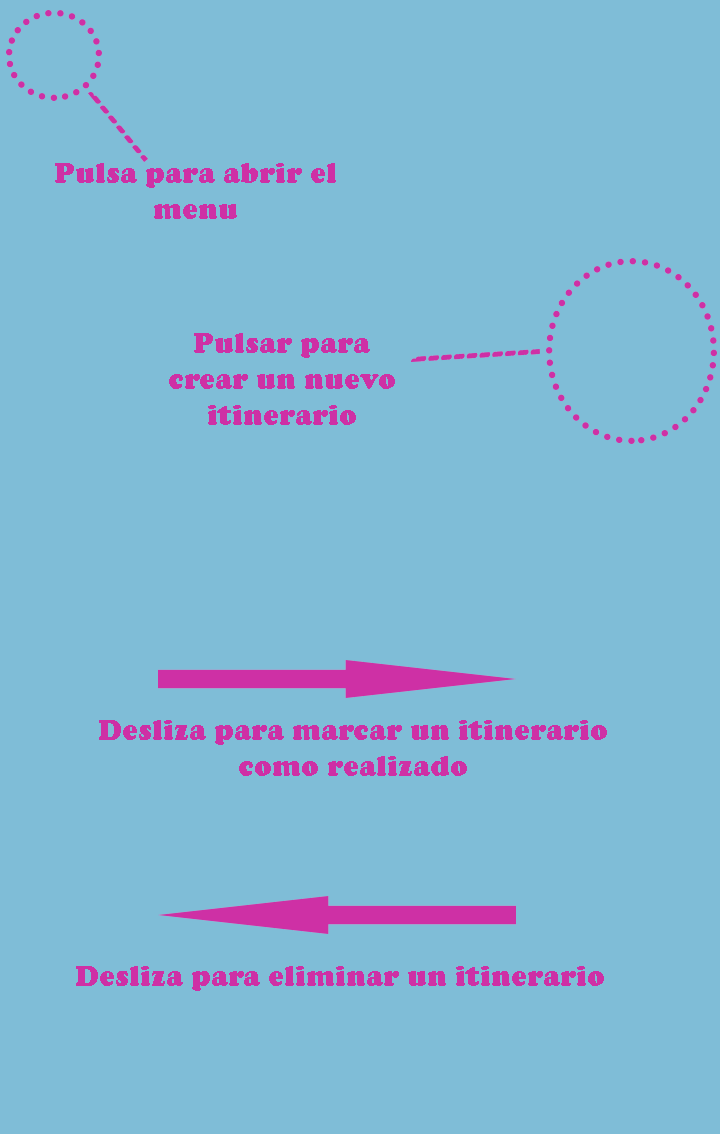 Pulsa para abrir el
menu
Pulsar para
crear un nuevo
itinerario
Desliza para marcar un itinerario
como realizado
Desliza para eliminar un itinerario